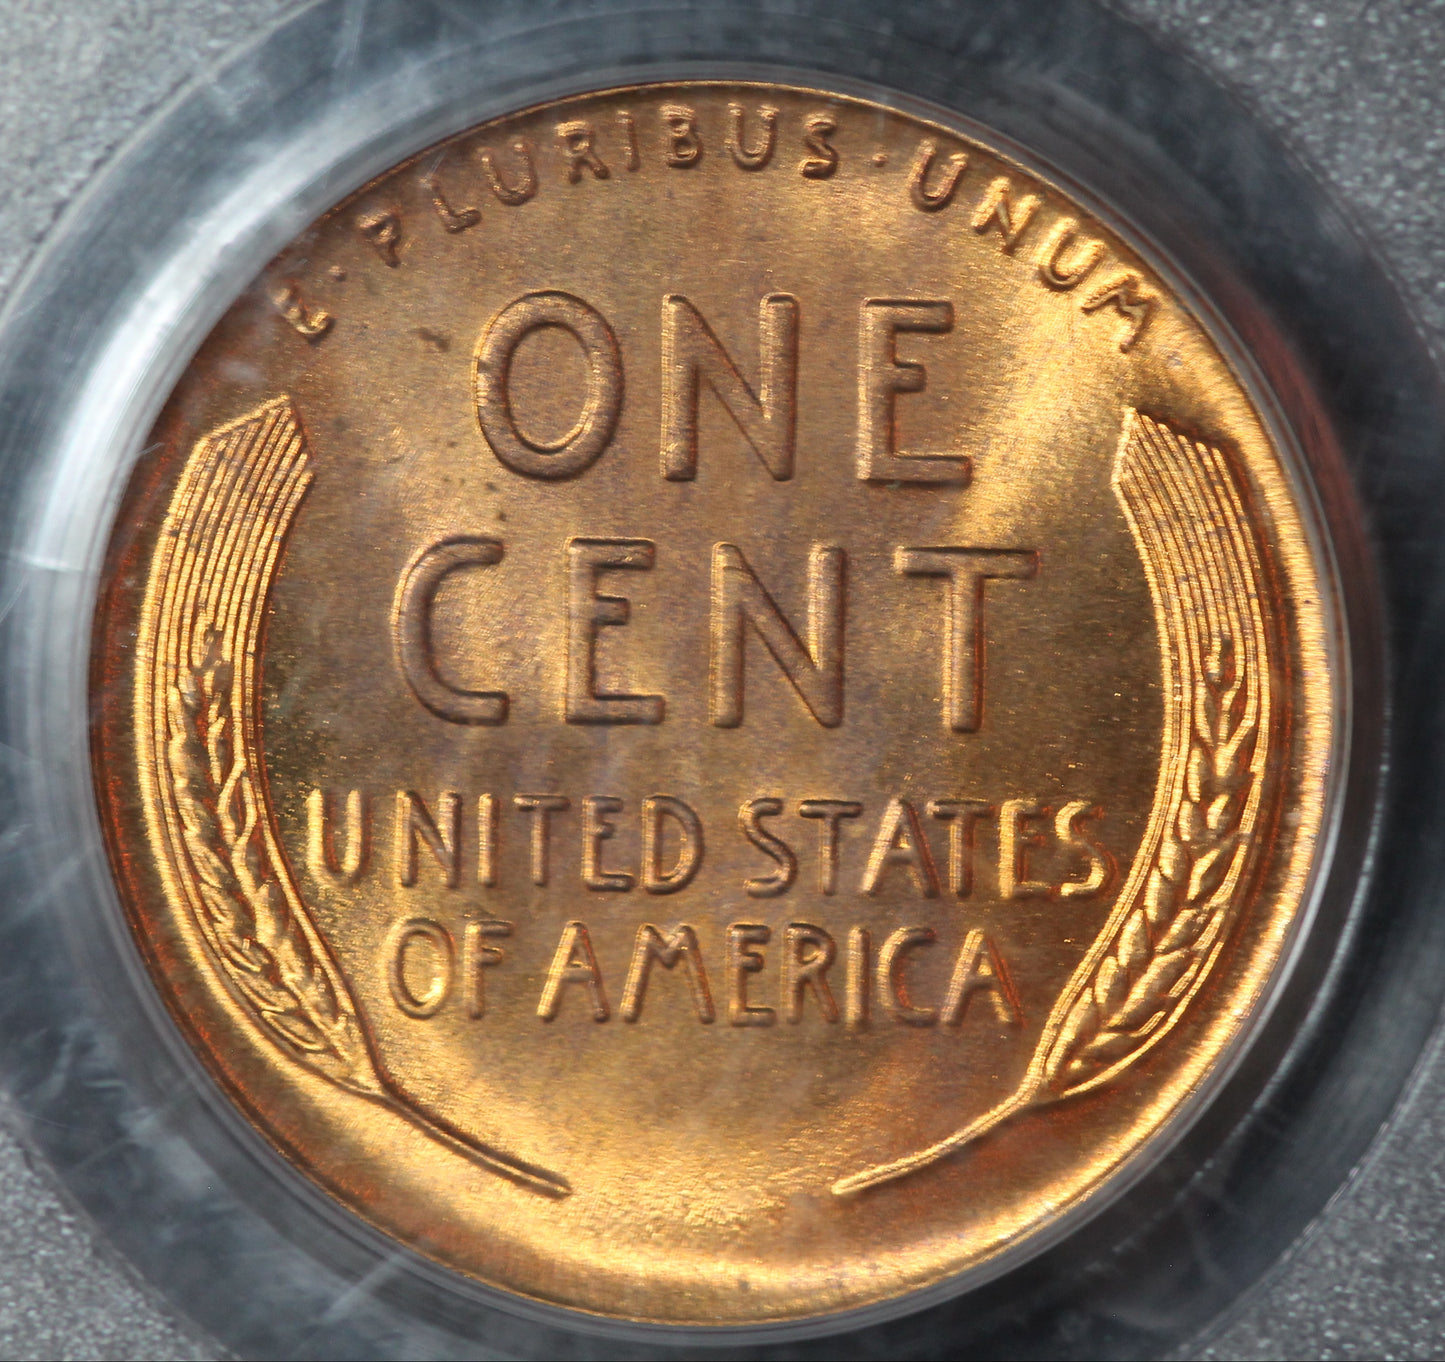 E · PLURIBUS · UNUM
ONE
CENT
UNITED STATES
OF AMERICA